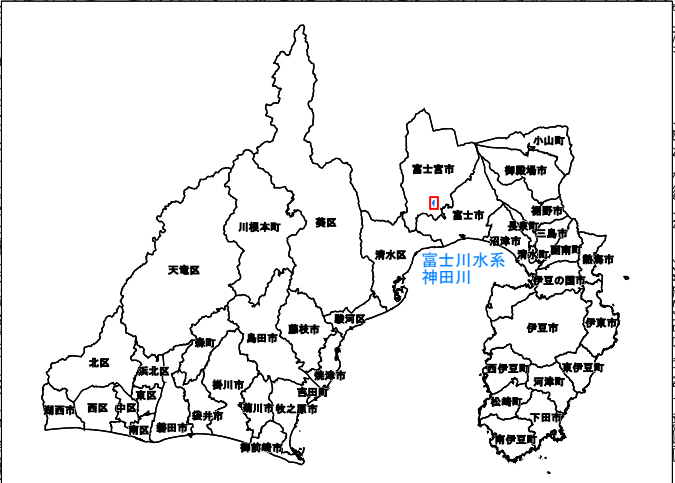 小山町
富士宮市
御殿場市
裾野市
富士市
川根本町
葵区
長泉町
三島市
沼津市
清水区
清水町
函南町
熱海市
富士川水系
神田川
天竜区
伊豆の国市
駿河区
伊東市
藤枝市
伊豆市
島田市
森町
北区
浜北区
焼津市
西伊豆町
東伊豆町
掛川市
河津町
吉田町
東区
松崎町
湖西市
西区
中区
菊川市
牧之原市
袋井市
下田市
南区
磐田市
南伊豆町
御前崎市